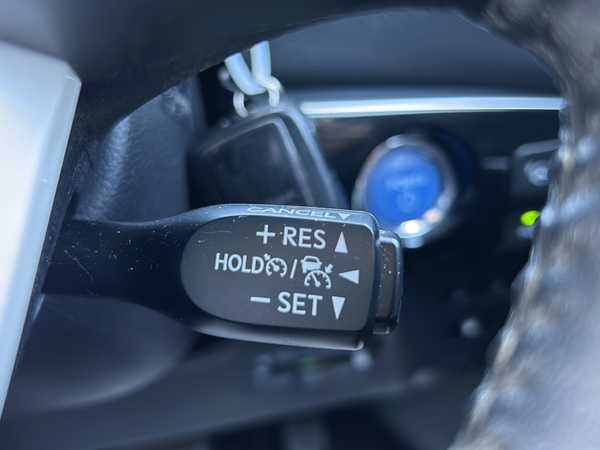 CANCEL
+ RES
HOLD /
− SET